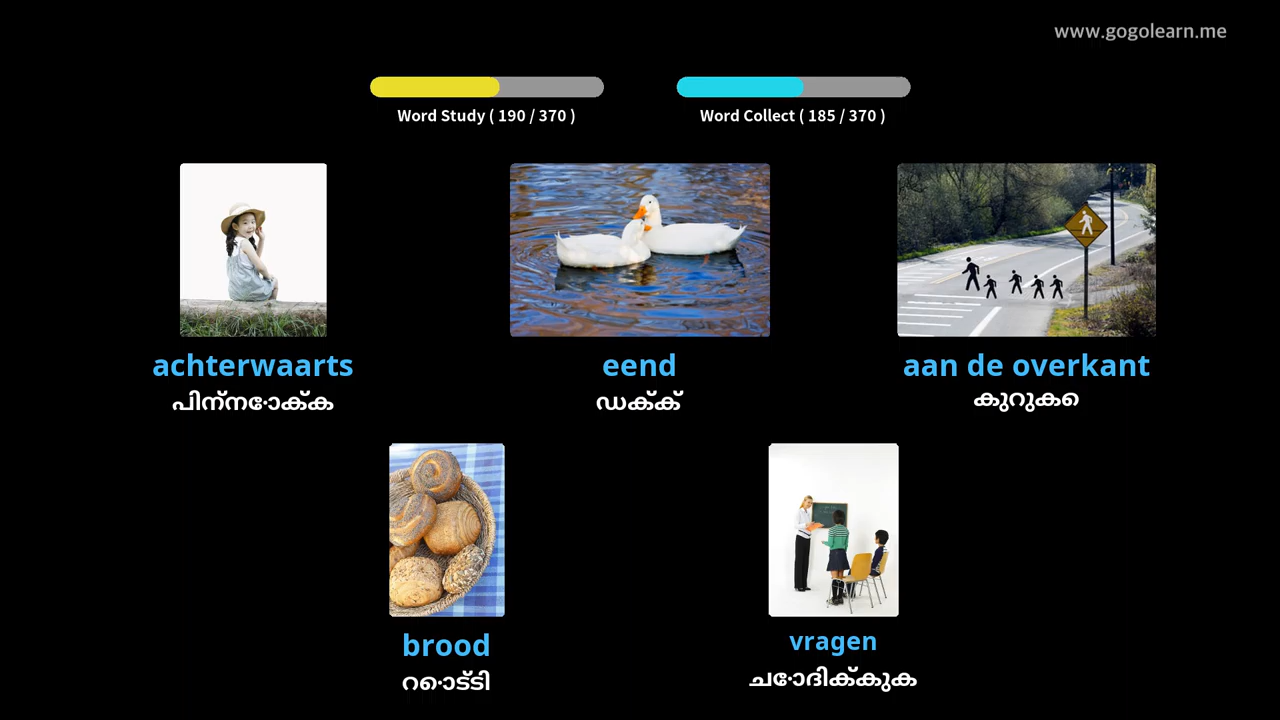 www.gogolearn.me
Word Study ( 190 / 370 )
Word Collect ( 185 / 370 )
achterwaarts
പിന്നോക്ക
eend
ഡക്ക്
aan de overkant
കുറുകെ
brood
റൊട്ടി
vragen
ചോദിക്കുക